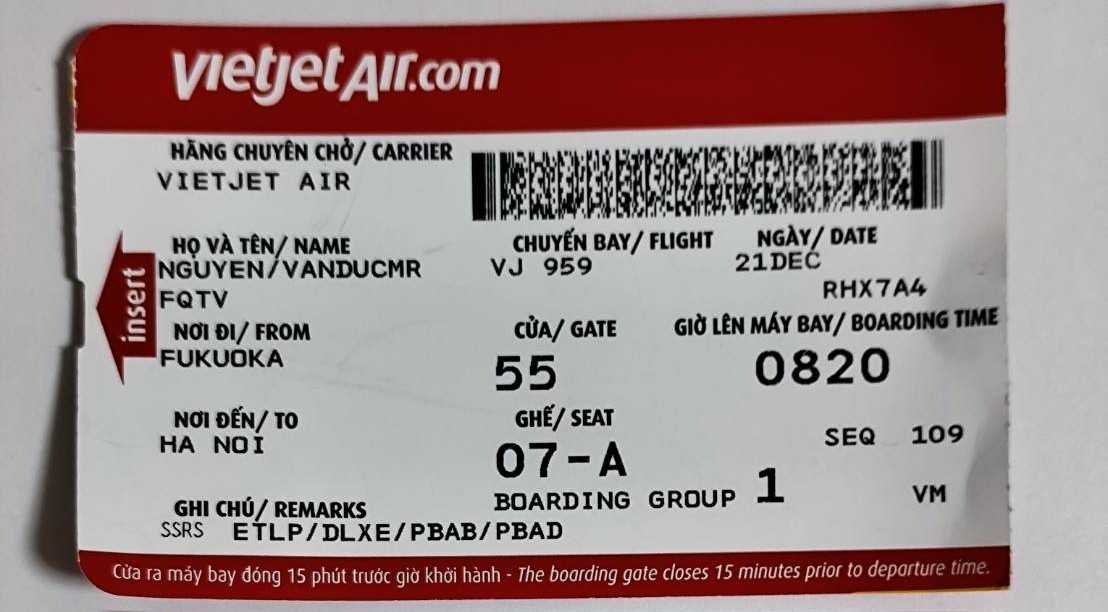 vietjetAir.com
HÃNG CHUYÊN CHỞ/ CARRIER
VIETJET AIR
HỌ VÀ TÊN/ NAME
NGUYEN/VANDUCMR
FQTV
CHUYẾN BAY/ FLIGHT
VJ 959
NGÀY/ DATE
21DEC
RHX7A4
insert
NƠI ĐI/ FROM
FUKUOKA
CỬA/ GATE
55
GIỜ LÊN MÁY BAY/ BOARDING TIME
0820
NƠI ĐẾN/ TO
HA NOI
GHẾ/ SEAT
07-A
SEQ 109
BOARDING GROUP 1
VM
GHI CHÚ/ REMARKS
SSRS ETLP/DLXE/PBAB/PBAD
Cửa ra máy bay đóng 15 phút trước giờ khởi hành - The boarding gate closes 15 minutes prior to departure time.